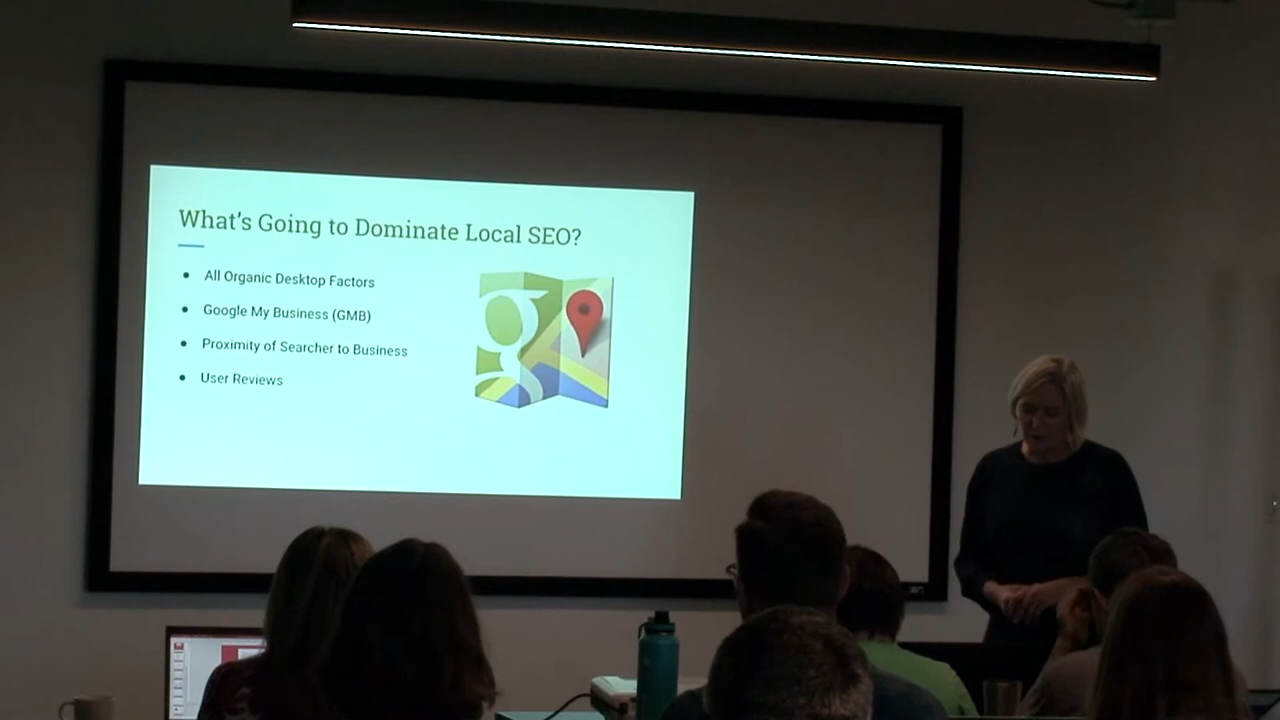 What's Going to Dominate Local SEO?
All Organic Desktop Factors
Google My Business (GMB)
Proximity of Searcher to Business
User Reviews